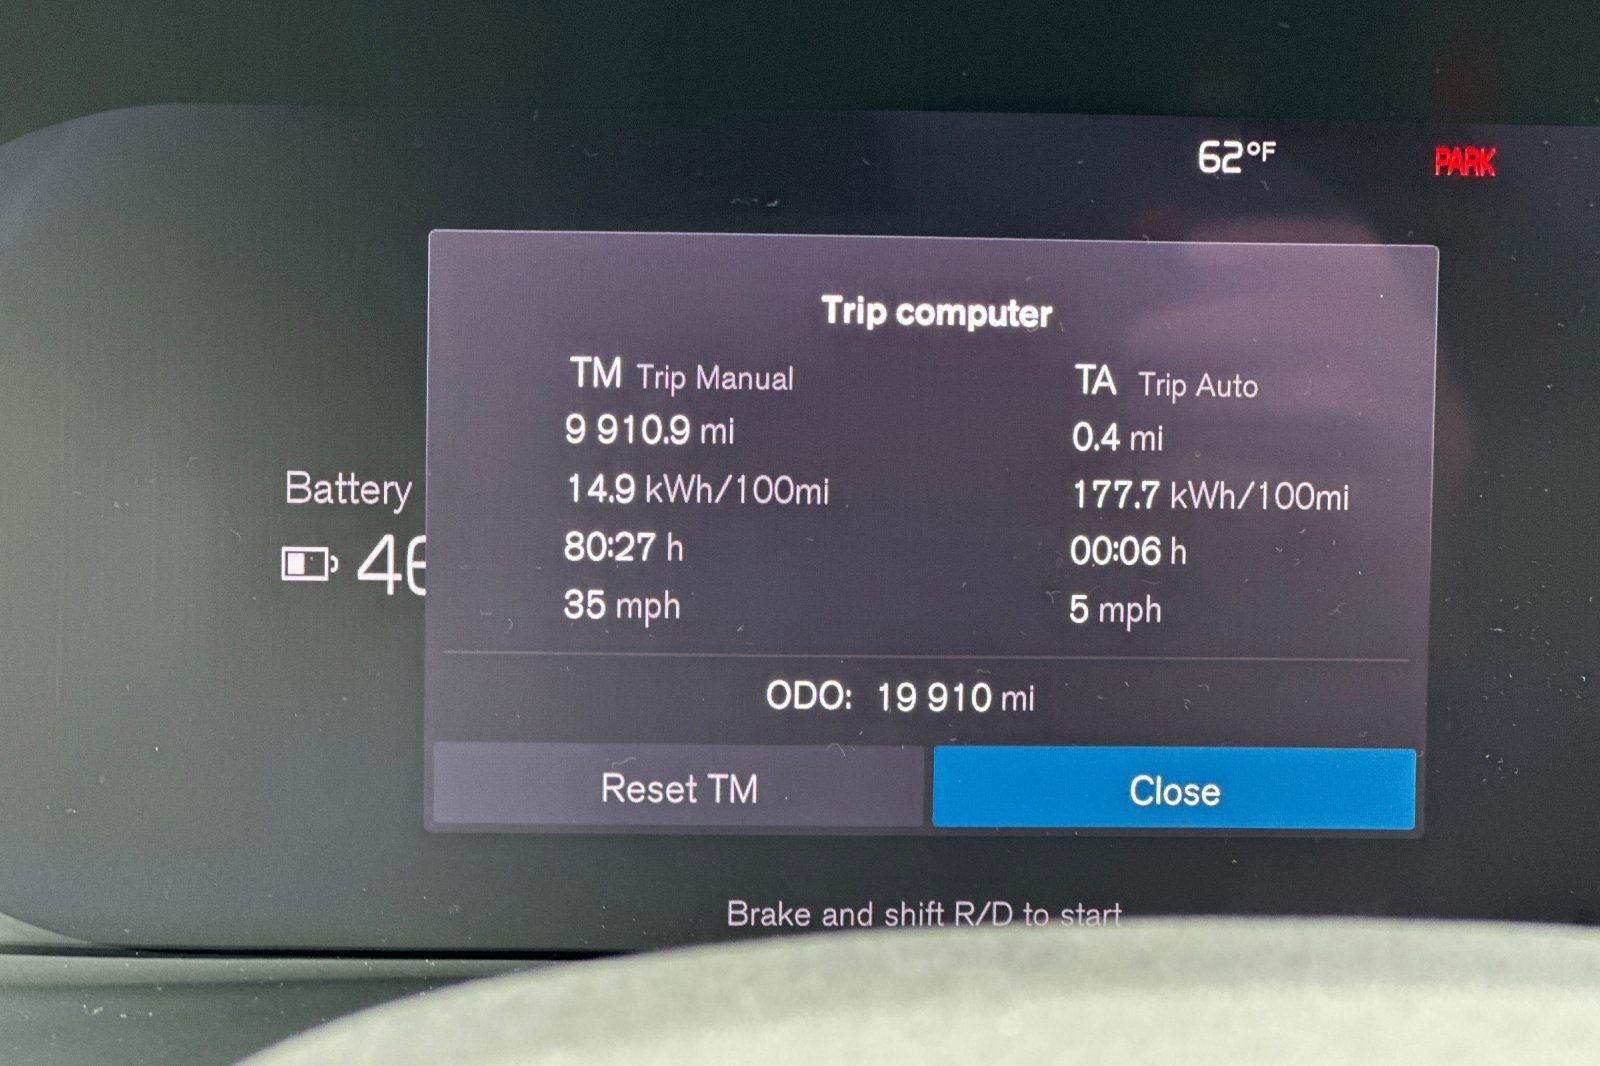 62°F
PARK
Trip computer
TM Trip Manual
9 910.9 mi
14.9 kWh/100mi
80:27 h
35 mph
TA Trip Auto
0.4 mi
177.7 kWh/100mi
00:06 h
5 mph
Battery
46
ODO: 19 910 mi
Reset TM
Close
Brake and shift R/D to start